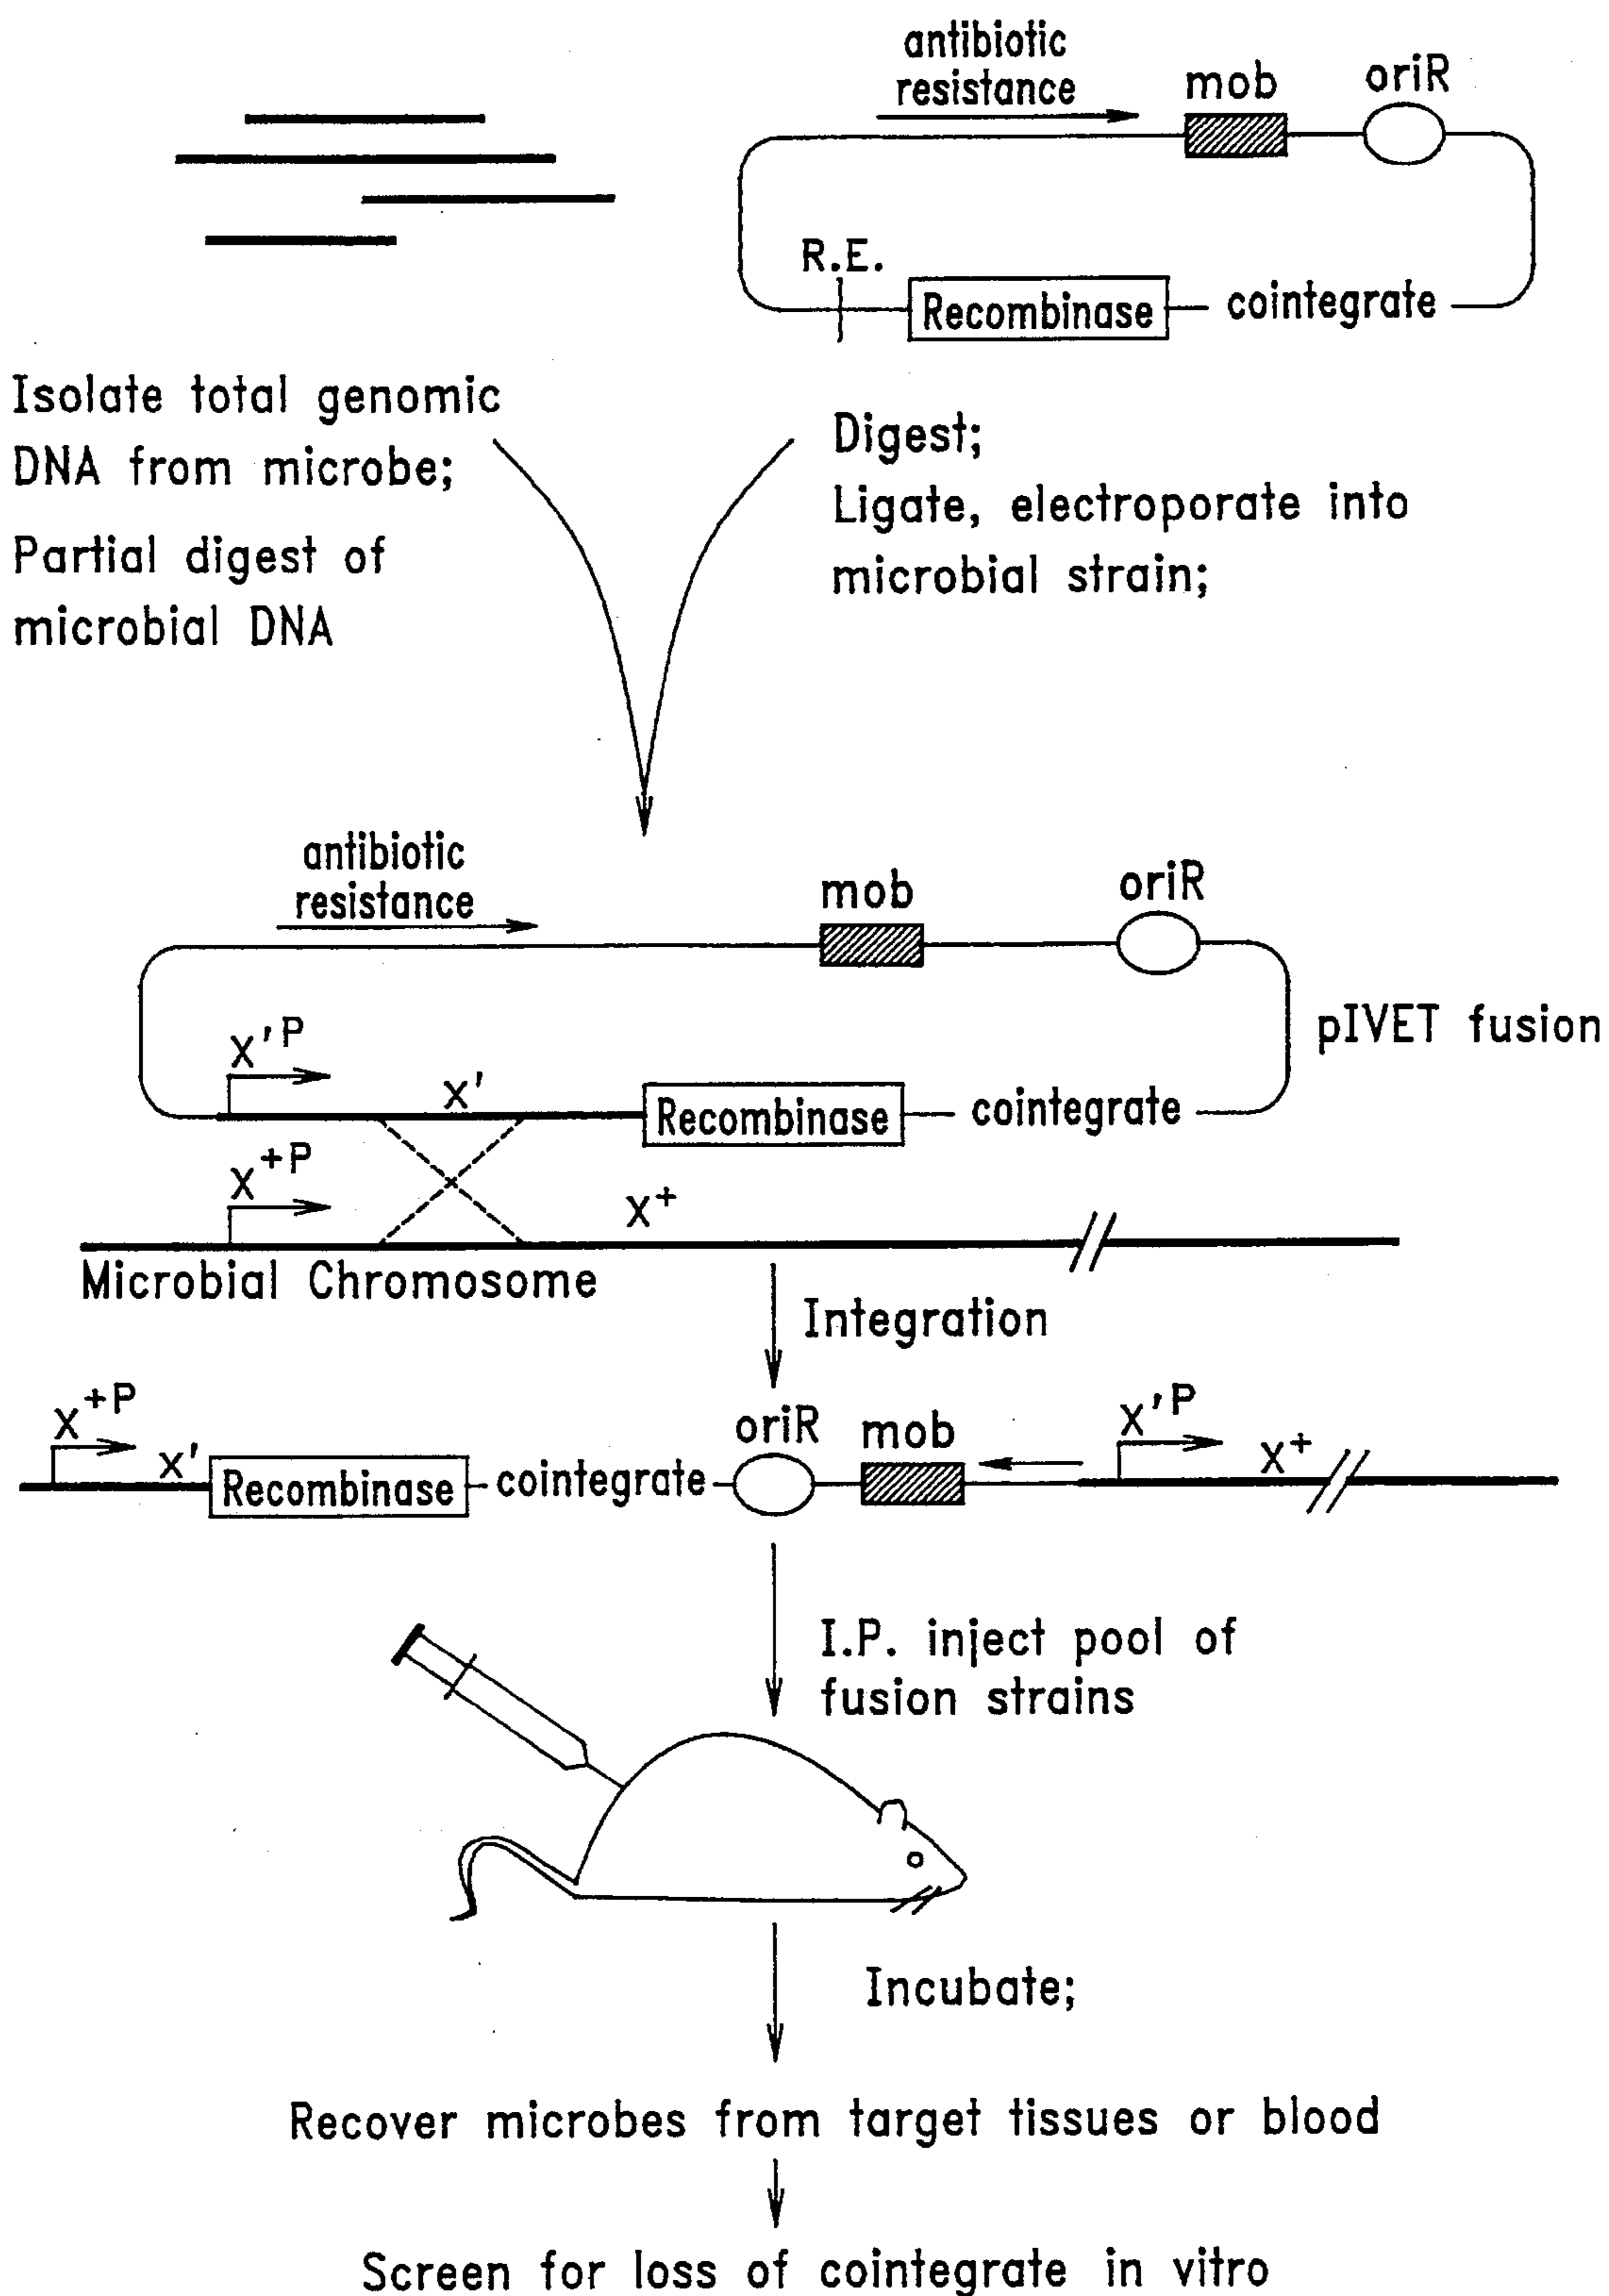 antibiotic
resistance
mob
oriR
R.E.
Recombinase
cointegrate
Isolate total genomic
DNA from microbe;
Partial digest of
microbial DNA
Digest;
Ligate, electroporate into
microbial strain;
antibiotic
resistance
mob
oriR
pIVET fusion
X'P
X'
Recombinase
cointegrate
X+P
X+
Microbial Chromosome
Integration
X+P
X'
Recombinase
cointegrate
oriR
mob
X'P
X+
I.P. inject pool of
fusion strains
Incubate;
Recover microbes from target tissues or blood
Screen for loss of cointegrate in vitro